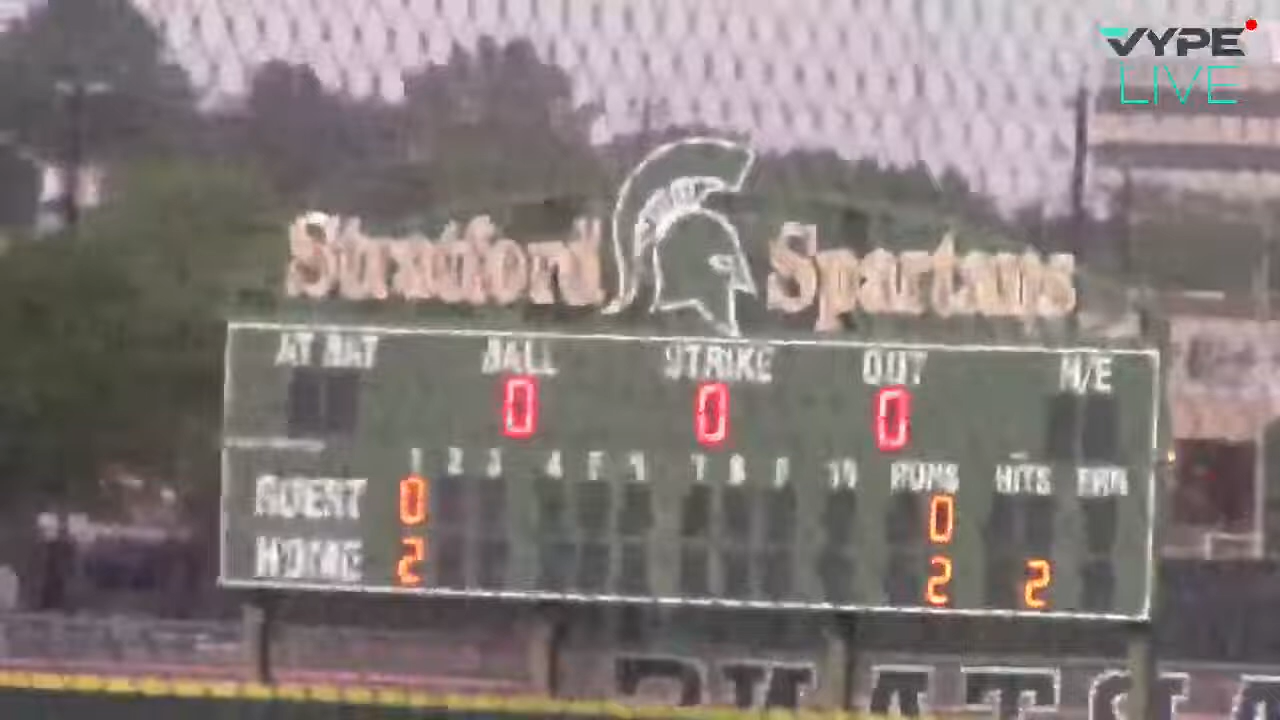 VYPE
LIVE
Stratford Spartans
AT BAT BALL STRIKE OUT H/E
0 0 0
1 2 3 4 5 6 7 8 9 10 RUNS HITS ERR
GUEST 0 0
HOME 2 2 2